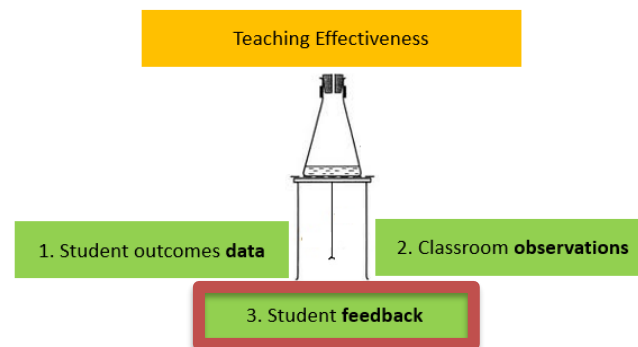 Teaching Effectiveness
1. Student outcomes data
2. Classroom observations
3. Student feedback